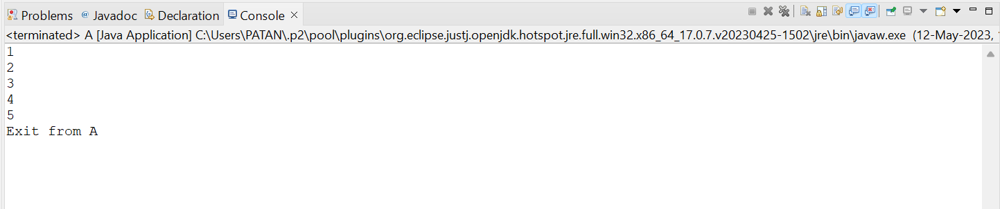 Problems @ Javadoc Declaration Console
<terminated> A [Java Application] C:\Users\PATAN\.p2\pool\plugins\org.eclipse.justj.openjdk.hotspot.jre.full.win32.x86_64_17.0.7.v20230425-1502\jre\bin\javaw.exe (12-May-2023,
1
2
3
4
5
Exit from A